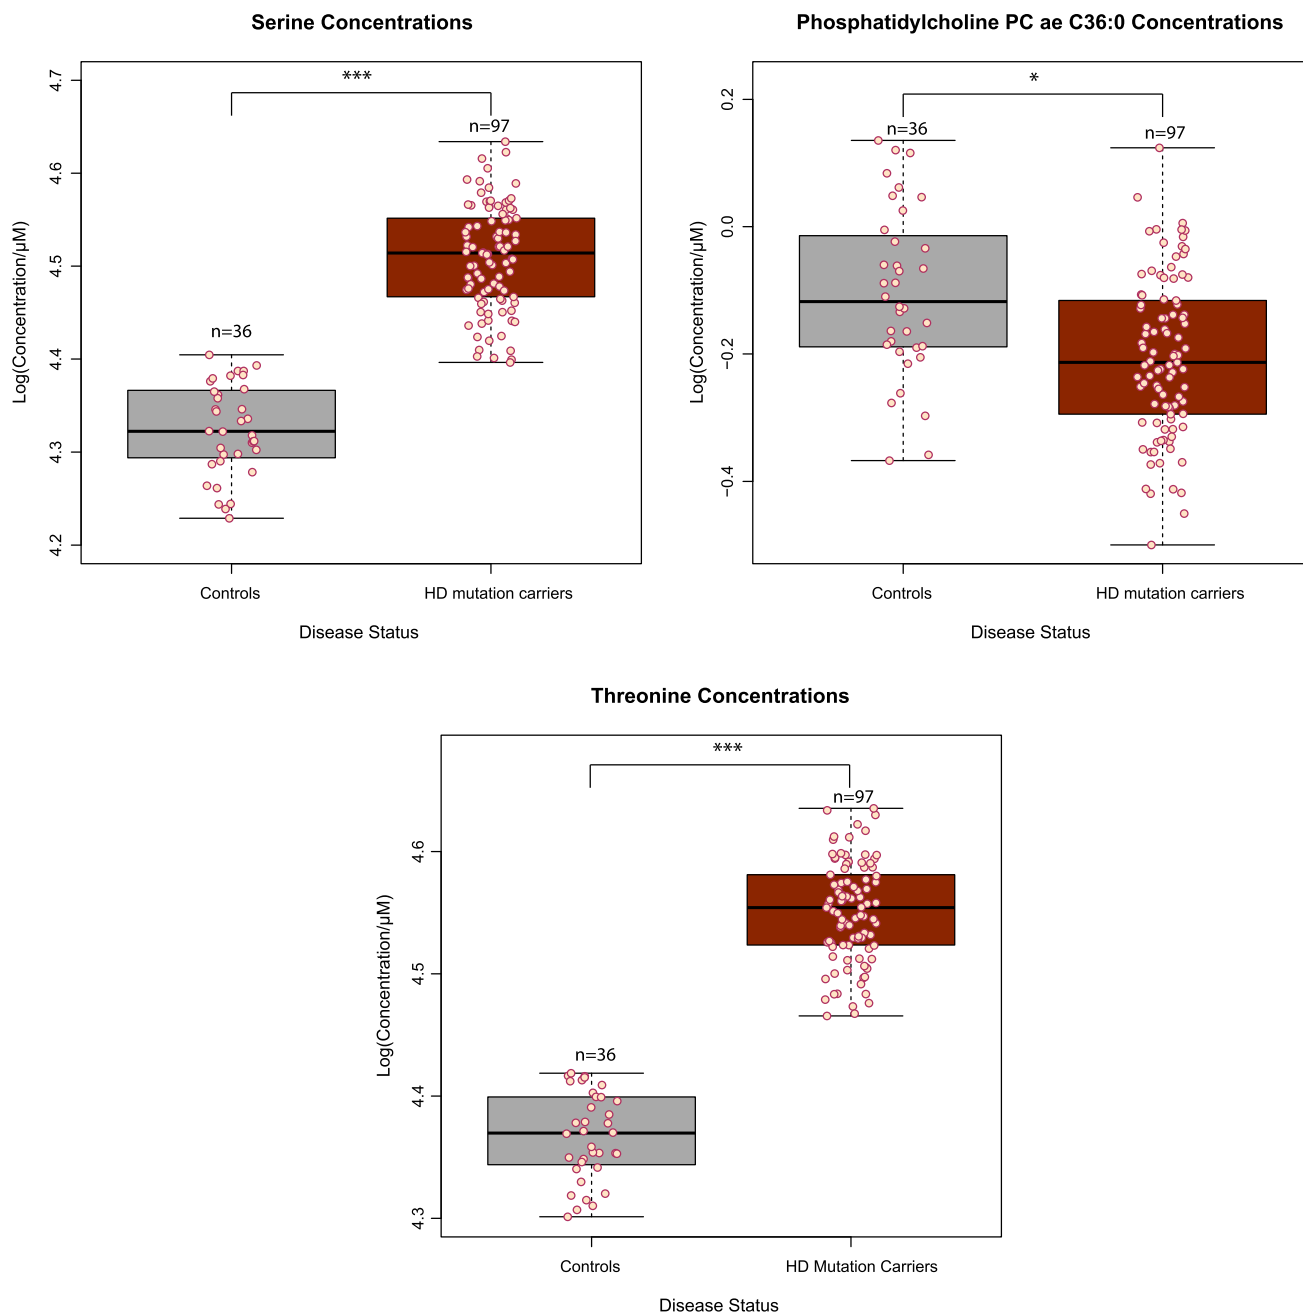 Serine Concentrations
4.7
4.6
4.5
4.4
4.3
4.2
Log(Concentration/µM)
***
n=36
n=97
Controls
HD mutation carriers
Disease Status
Phosphatidylcholine PC ae C36:0 Concentrations
0.2
0.0
−0.2
−0.4
Log(Concentration/µM)
*
n=36
n=97
Controls
HD mutation carriers
Disease Status
Threonine Concentrations
4.6
4.5
4.4
4.3
Log(Concentration/µM)
***
n=36
n=97
Controls
HD Mutation Carriers
Disease Status